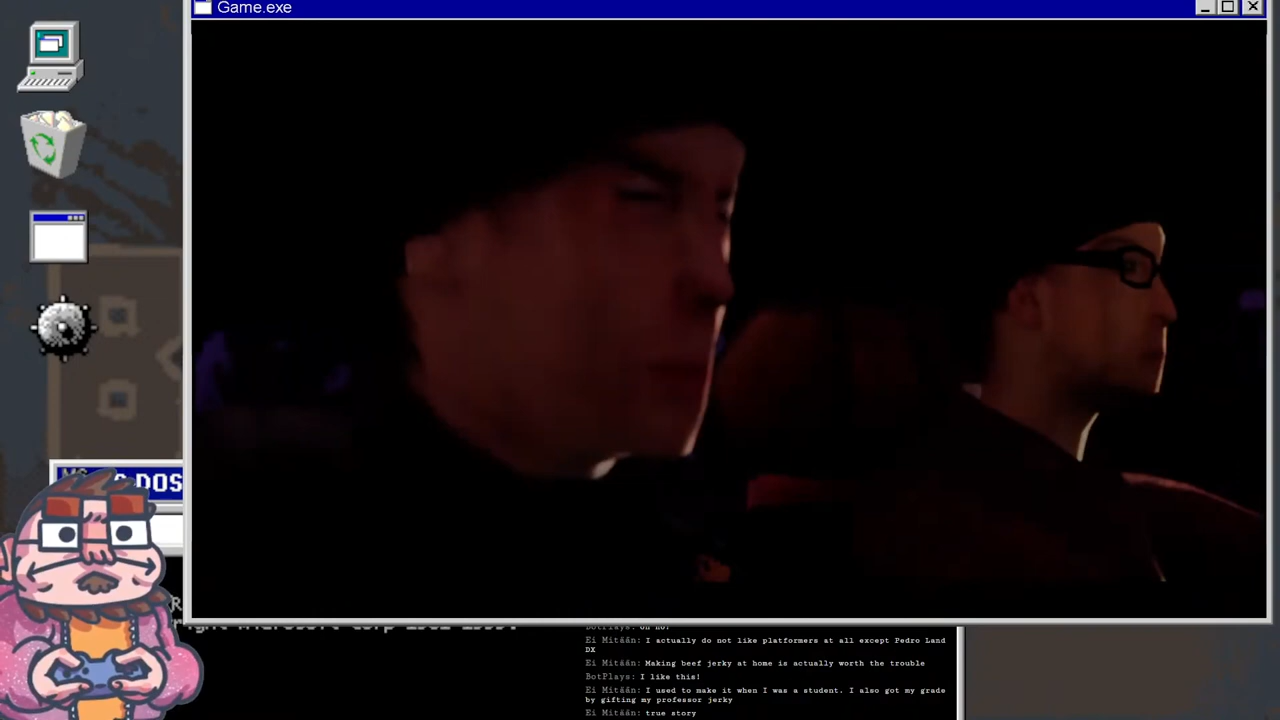 Game.exe
DOS
Ei Mitään: I actually do not like platformers at all except Pedro Land
DX
Ei Mitään: Making beef jerky at home is actually worth the trouble
BotPlays: I like this!
Ei Mitään: I used to make it when I was a student. I also got my grade
by gifting my professor jerky
Ei Mitään: true story